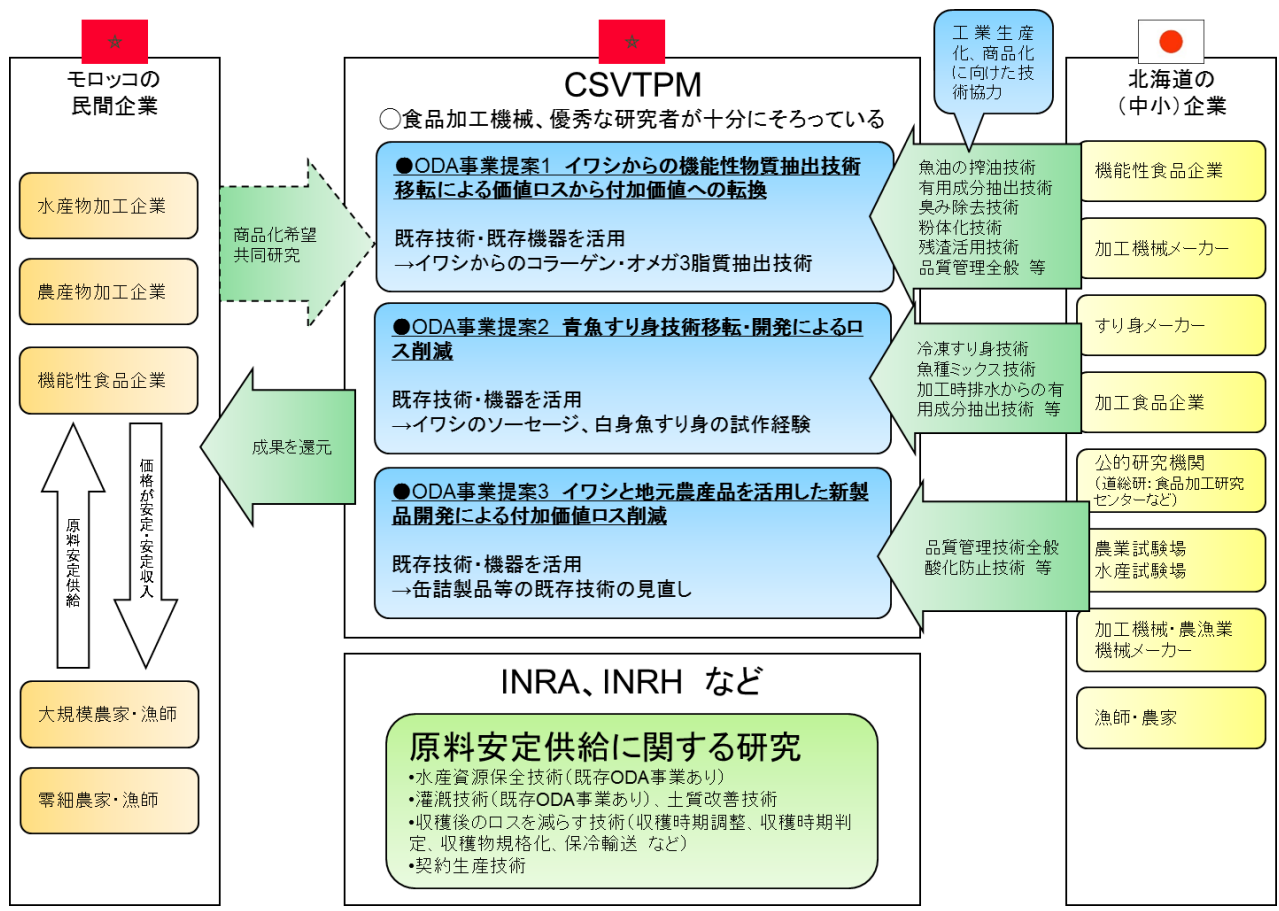 モロッコの
民間企業
水産物加工企業
農産物加工企業
機能性食品企業
原料安定供給
価格が安定・安定収入
大規模農家・漁師
零細農家・漁師
商品化希望
共同研究
成果を還元
CSVTPM
○食品加工機械、優秀な研究者が十分にそろっている
●ODA事業提案1 イワシからの機能性物質抽出技術
移転による価値ロスから付加価値への転換
既存技術・既存機器を活用
→イワシからのコラーゲン・オメガ3脂質抽出技術
●ODA事業提案2 青魚すり身技術移転・開発によるロ
ス削減
既存技術・機器を活用
→イワシのソーセージ、白身魚すり身の試作経験
●ODA事業提案3 イワシと地元農産品を活用した新製
品開発による付加価値ロス削減
既存技術・機器を活用
→缶詰製品等の既存技術の見直し
INRA、INRH など
原料安定供給に関する研究
•水産資源保全技術（既存ODA事業あり）
•灌漑技術（既存ODA事業あり）、土質改善技術
•収穫後のロスを減らす技術（収穫時期調整、収穫時期判
定、収穫物規格化、保冷輸送 など）
•契約生産技術
工業生産
化、商品化
に向けた技
術協力
魚油の搾油技術
有用成分抽出技術
臭み除去技術
粉体化技術
残渣活用技術
品質管理全般 等
冷凍すり身技術
魚種ミックス技術
加工時排水からの有
用成分抽出技術 等
品質管理技術全般
酸化防止技術 等
北海道の
（中小）企業
機能性食品企業
加工機械メーカー
すり身メーカー
加工食品企業
公的研究機関
（道総研：食品加工研究
センターなど）
農業試験場
水産試験場
加工機械・農漁業
機械メーカー
漁師・農家